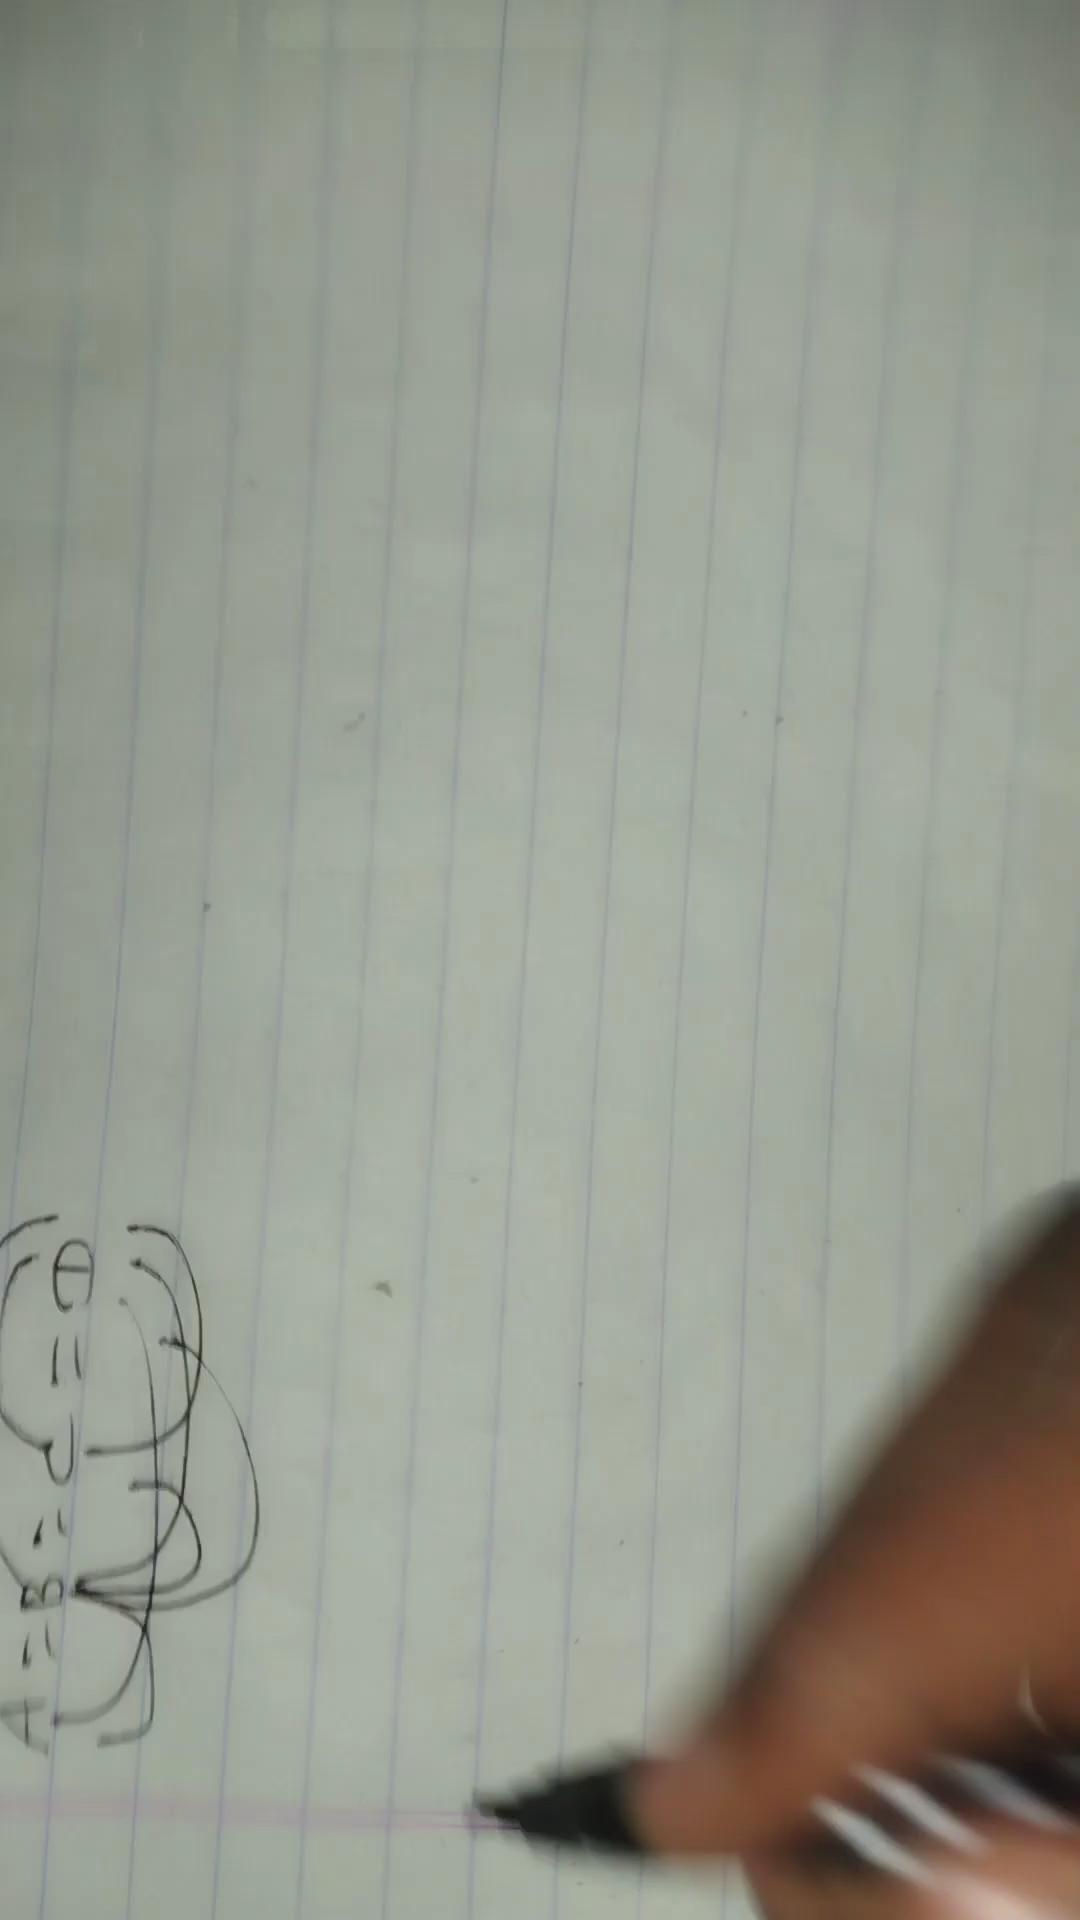 A = B = C = D